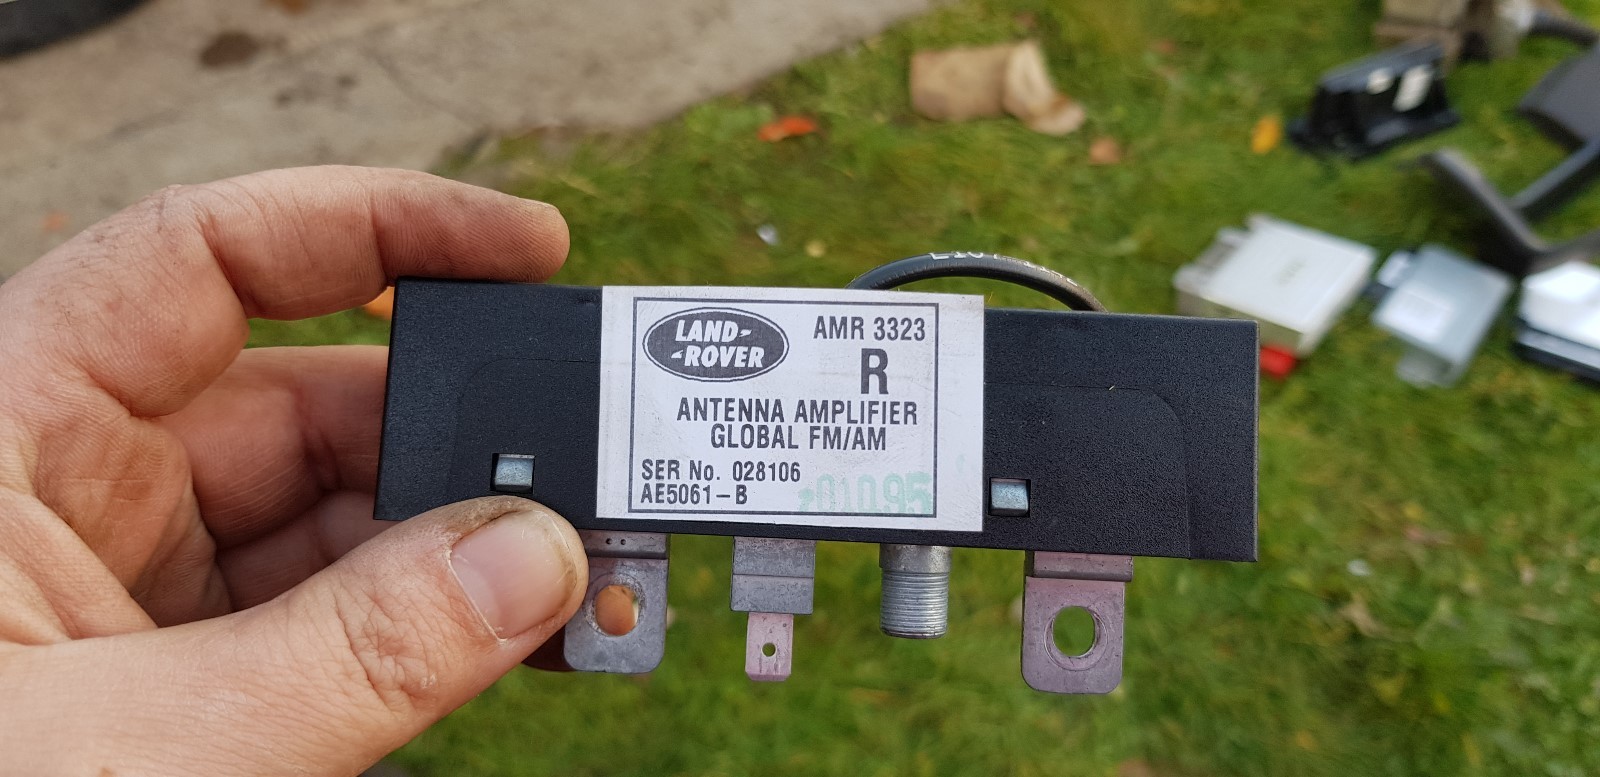 LAND-
-ROVER
AMR 3323
R
ANTENNA AMPLIFIER
GLOBAL FM/AM
SER No. 028106
AE5061-B